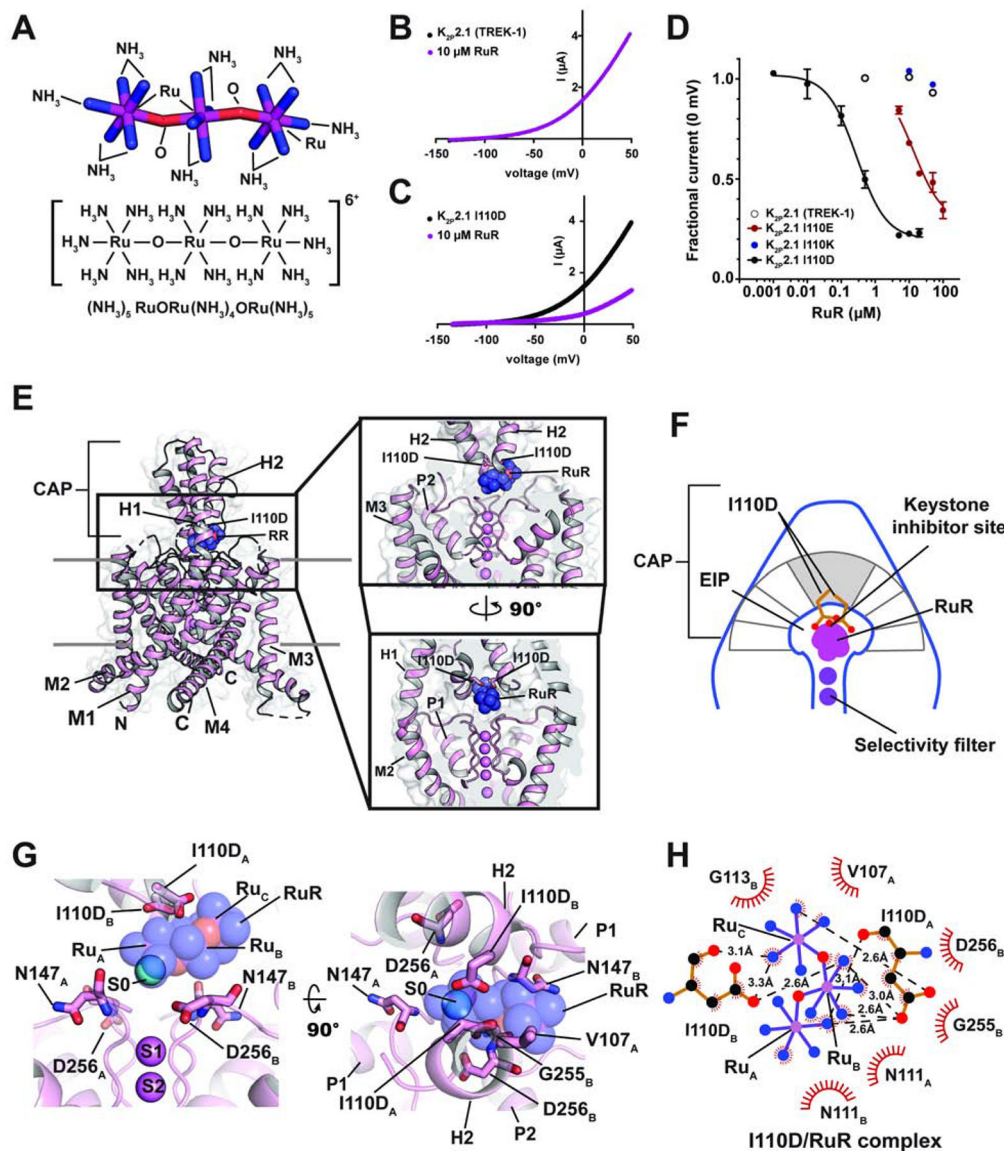 A
NH3
NH3
NH3
NH3
Ru
O
NH3
O
NH3
NH3
NH3
Ru
NH3
6+
H3N NH3 H3N NH3 H3N NH3
H3N—Ru—O—Ru—O—Ru—NH3
H3N NH3 H3N NH3 H3N NH3
(NH3)5 RuORu(NH3)4ORu(NH3)5
B
K2P2.1 (TREK-1)
10 µM RuR
I (µA)
4
2
-150 -100 -50 0 50
voltage (mV)
C
K2P2.1 I110D
10 µM RuR
I (µA)
4
2
-150 -100 -50 0 50
voltage (mV)
D
Fractional current (0 mV)
1.0
0.5
0.0
K2P2.1 (TREK-1)
K2P2.1 I110E
K2P2.1 I110K
K2P2.1 I110D
0.001 0.01 0.1 1 10 100
RuR (µM)
E
CAP
H2
H1
I110D
RR
M3
M2
M1
N
C
M4
C
H2
H2
I110D
I110D
RuR
P2
M3
90°
H1
I110D
I110D
RuR
P1
M2
F
I110D
Keystone
inhibitor site
CAP
EIP
RuR
Selectivity filter
G
I110DA
I110DB
RuC
RuR
RuA
RuB
N147A
S0
N147B
D256A
D256B
S1
S2
90°
H2
I110DB
P1
D256A
N147B
N147A
S0
RuR
V107A
G255B
P1
I110DA
D256B
H2
P2
H
G113B
V107A
RuC
I110DA
D256B
3.1Å
2.6Å
3.3Å
2.6Å
3.1Å
3.0Å
2.6Å
2.6Å
I110DB
G255B
RuA
RuB
N111A
N111B
I110D/RuR complex